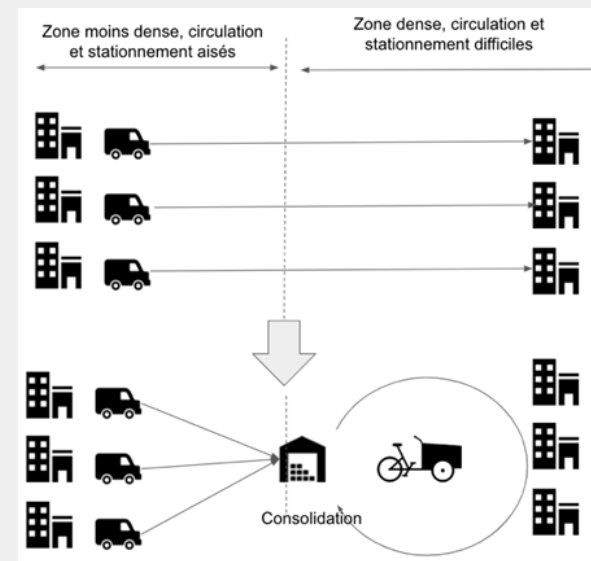 Zone moins dense, circulation
et stationnement aisés
Zone dense, circulation et
stationnement difficiles
Consolidation